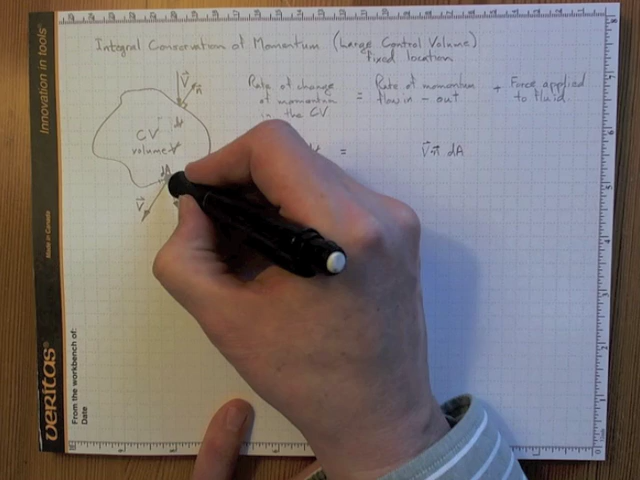 Integral Conservation of Momentum (Large Control Volume)
fixed location
Rate of change
of momentum
in the CV
=
Rate of momentum
flow in - out
+
Force applied
to fluid.
V⃗
n⃗
CV
volume
=
V⃗ n⃗ dA
dA
V⃗
Innovation in tools®
Made in Canada
veritas®
From the workbench of:
Date